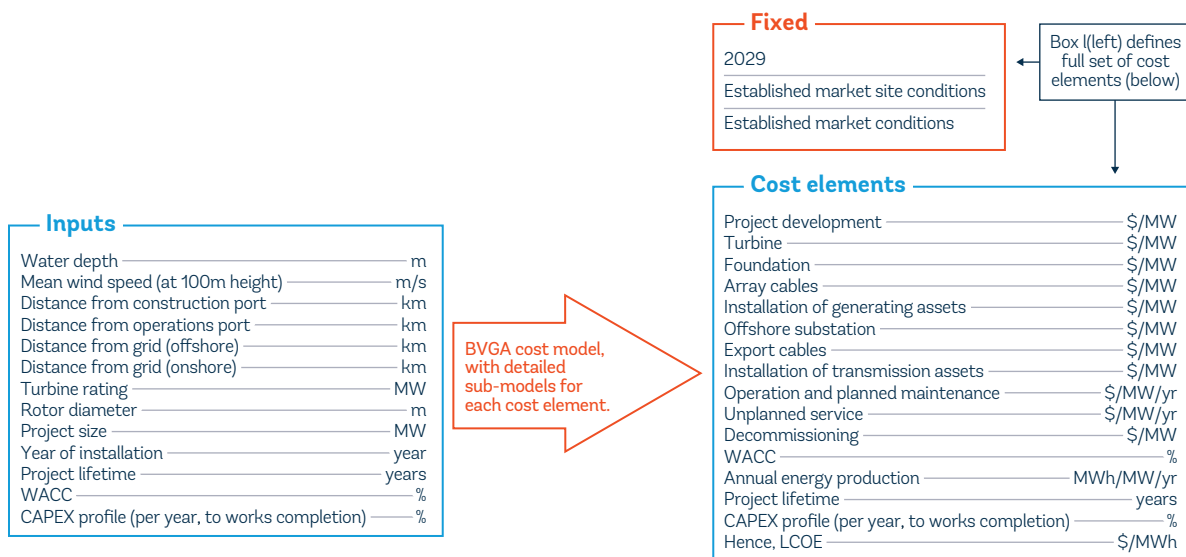 Fixed
2029
Established market site conditions
Established market conditions
Box l(left) defines
full set of cost
elements (below)
Inputs
Water depth m
Mean wind speed (at 100m height) m/s
Distance from construction port km
Distance from operations port km
Distance from grid (offshore) km
Distance from grid (onshore) km
Turbine rating MW
Rotor diameter m
Project size MW
Year of installation year
Project lifetime years
WACC %
CAPEX profile (per year, to works completion) %
BVGA cost model,
with detailed
sub-models for
each cost element.
Cost elements
Project development $/MW
Turbine $/MW
Foundation $/MW
Array cables $/MW
Installation of generating assets $/MW
Offshore substation $/MW
Export cables $/MW
Installation of transmission assets $/MW
Operation and planned maintenance $/MW/yr
Unplanned service $/MW/yr
Decommissioning $/MW
WACC %
Annual energy production MWh/MW/yr
Project lifetime years
CAPEX profile (per year, to works completion) %
Hence, LCOE $/MWh